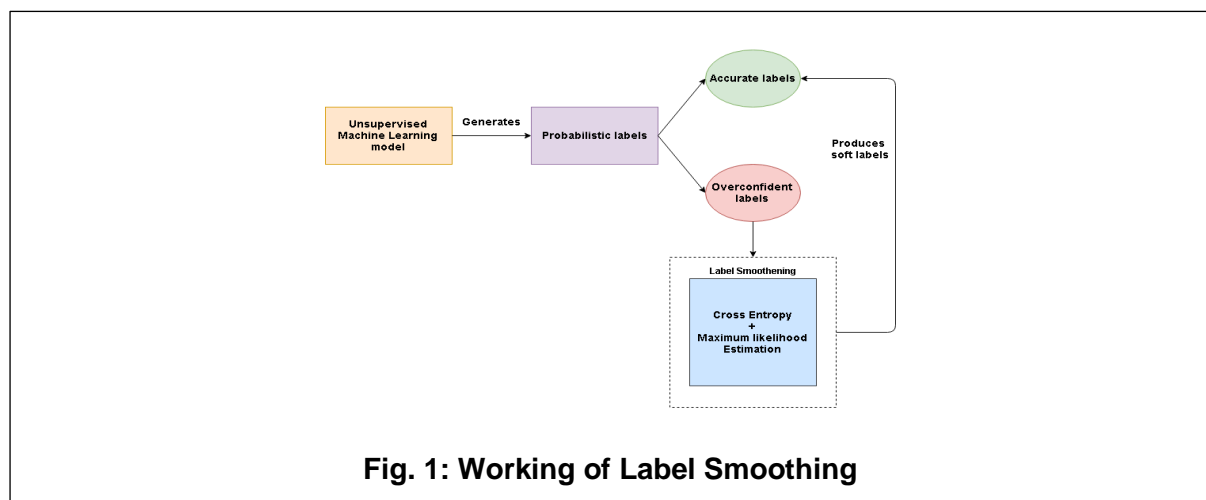 Unsupervised
Machine Learning
model
Generates
Probabilistic labels
Accurate labels
Overconfident
labels
Produces
soft labels
Label Smoothening
Cross Entropy
+
Maximum likelihood
Estimation
Fig. 1: Working of Label Smoothing